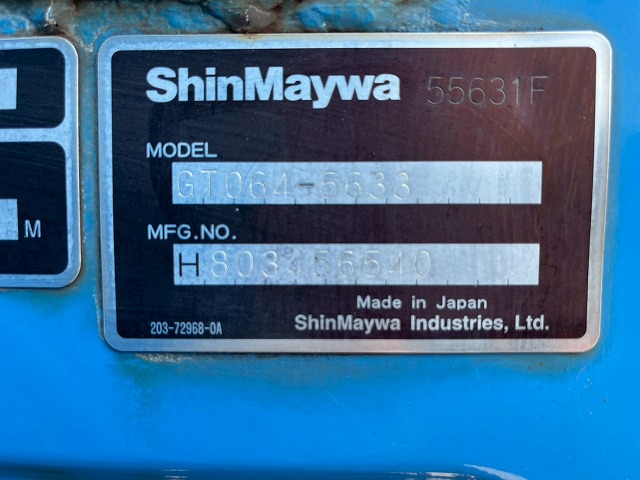 ShinMaywa 55631F
MODEL
GT064-5633
MFG.NO.
H803456540
Made in Japan
203-72968-0A ShinMaywa Industries, Ltd.
M